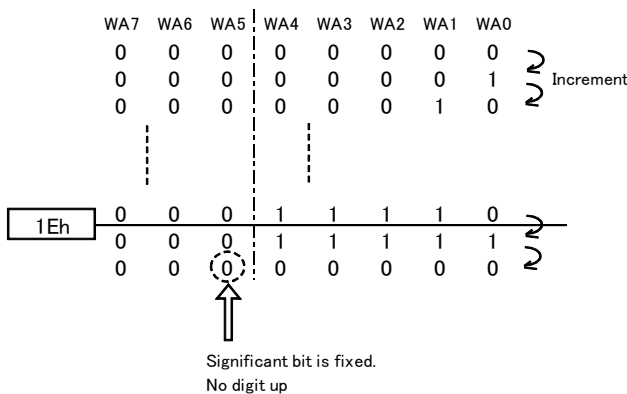 WA7 WA6 WA5 WA4 WA3 WA2 WA1 WA0
0 0 0 0 0 0 0 0
0 0 0 0 0 0 0 1 Increment
0 0 0 0 0 0 1 0
1Eh 0 0 0 1 1 1 1 0
0 0 0 1 1 1 1 1
0 0 0 0 0 0 0 0
Significant bit is fixed.
No digit up